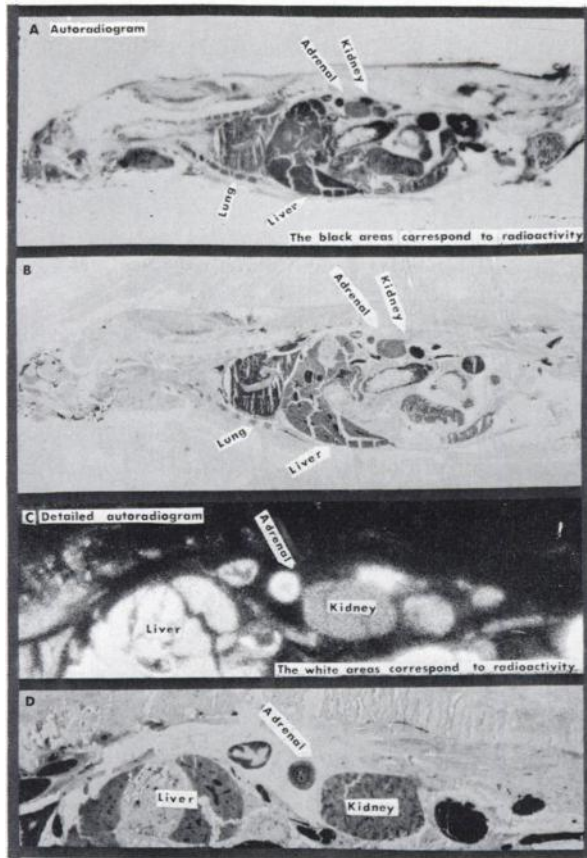 A Autoradiogram
Adrenal
Kidney
Lung
Liver
The black areas correspond to radioactivity
B
Adrenal
Kidney
Lung
Liver
C Detailed autoradiogram
Adrenal
Liver
Kidney
The white areas correspond to radioactivity
D
Adrenal
Liver
Kidney